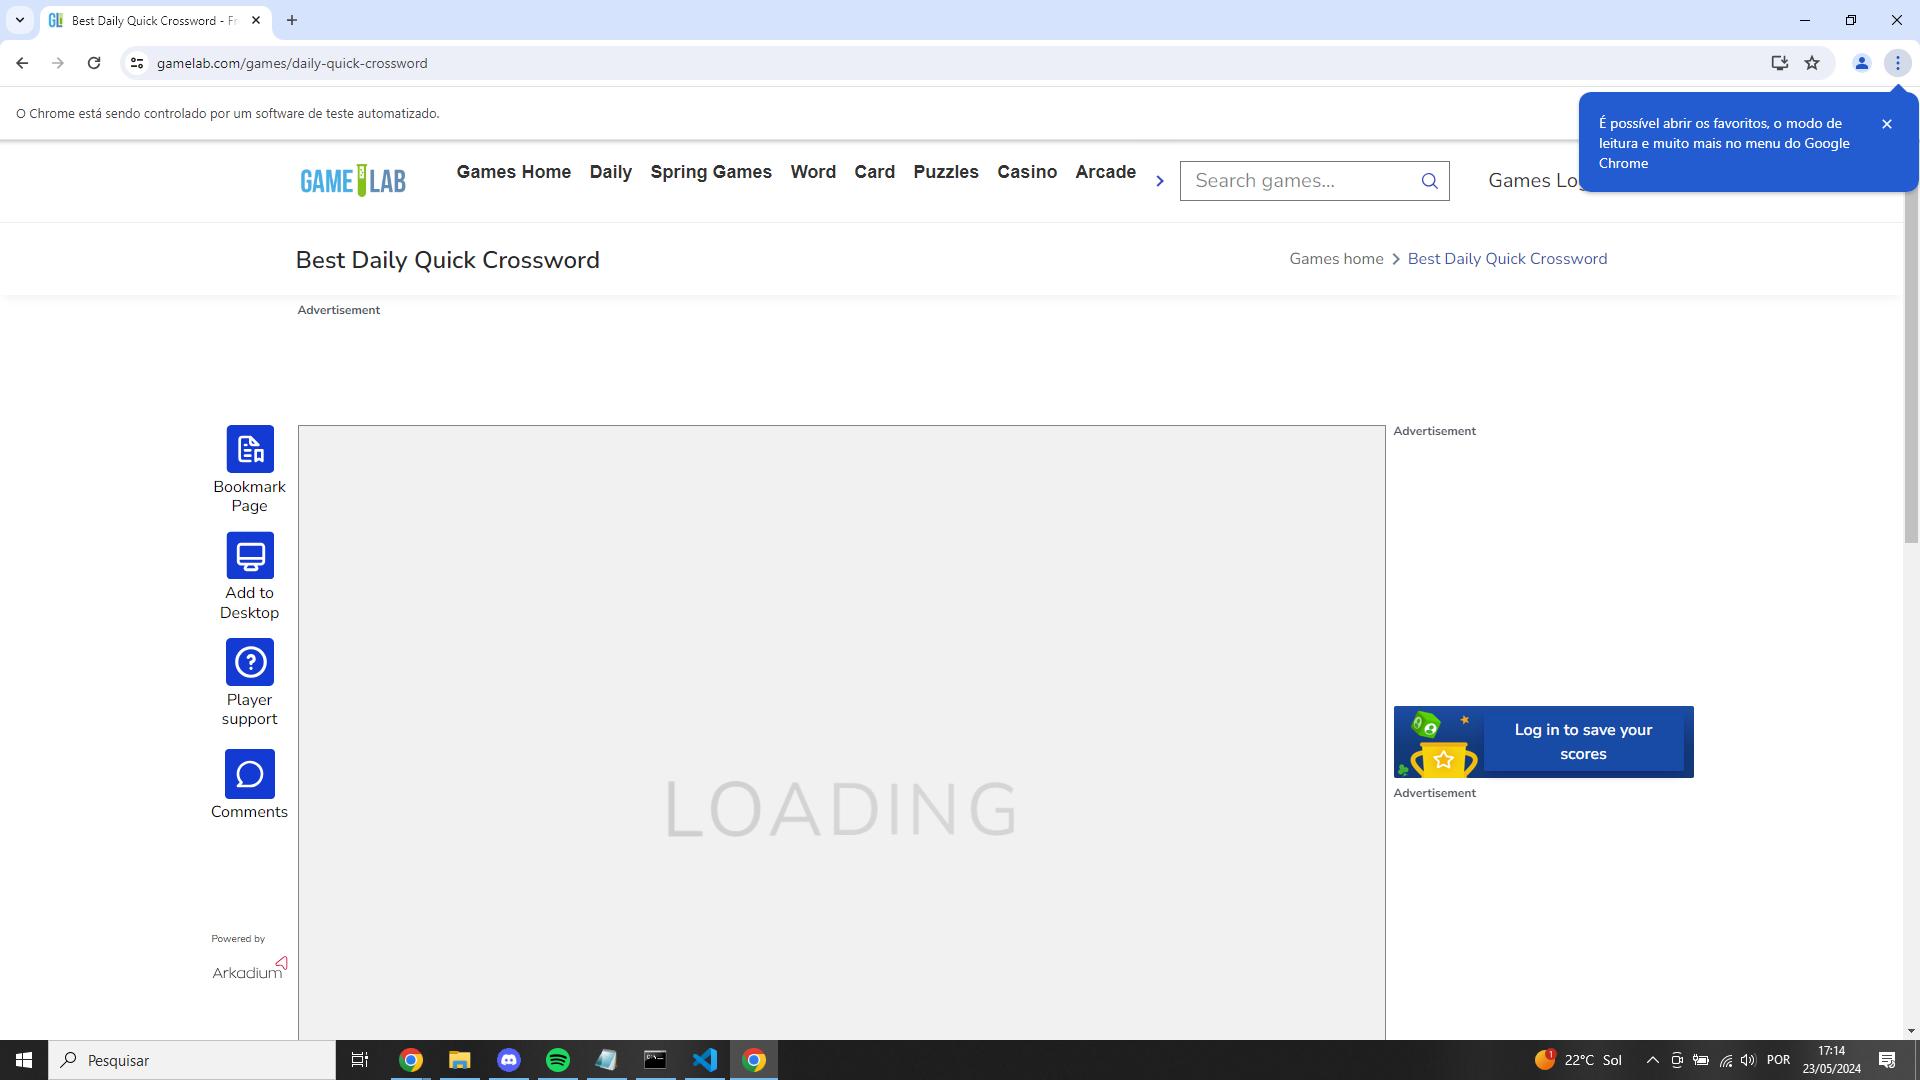 Best Daily Quick Crossword - Fr
gamelab.com/games/daily-quick-crossword
O Chrome está sendo controlado por um software de teste automatizado.
É possível abrir os favoritos, o modo de
leitura e muito mais no menu do Google
Chrome
GAMELAB
Games Home Daily Spring Games Word Card Puzzles Casino Arcade
Search games...
Games Lo
Best Daily Quick Crossword
Games home > Best Daily Quick Crossword
Advertisement
Bookmark
Page
Add to
Desktop
Player
support
Comments
Powered by
Arkadium
LOADING
Advertisement
Log in to save your
scores
Advertisement
Pesquisar
1
22°C Sol
POR
17:14
23/05/2024